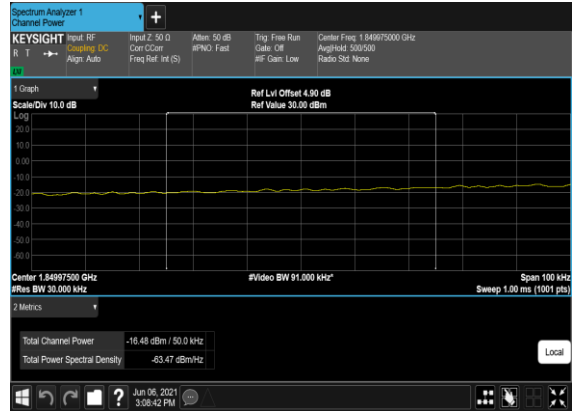 Spectrum Analyzer 1
Channel Power
+
KEYSIGHT
R T
Input: RF
Coupling: DC
Align: Auto
Input Z: 50 Ω
Corr CCorr
Freq Ref: Int (S)
Atten: 50 dB
#PNO: Fast
Trig: Free Run
Gate: Off
#IF Gain: Low
Center Freq: 1.849975000 GHz
Avg|Hold: 500/500
Radio Std: None
1 Graph
Scale/Div 10.0 dB
Ref Lvl Offset 4.90 dB
Ref Value 30.00 dBm
Log
20.0
10.0
0.00
-10.0
-20.0
-30.0
-40.0
-50.0
-60.0
Center 1.84997500 GHz
#Video BW 91.000 kHz*
Span 100 kHz
#Res BW 30.000 kHz
Sweep 1.00 ms (1001 pts)
2 Metrics
Total Channel Power -16.48 dBm / 50.0 kHz
Total Power Spectral Density -63.47 dBm/Hz
Local
?
Jun 06, 2021
3:08:42 PM